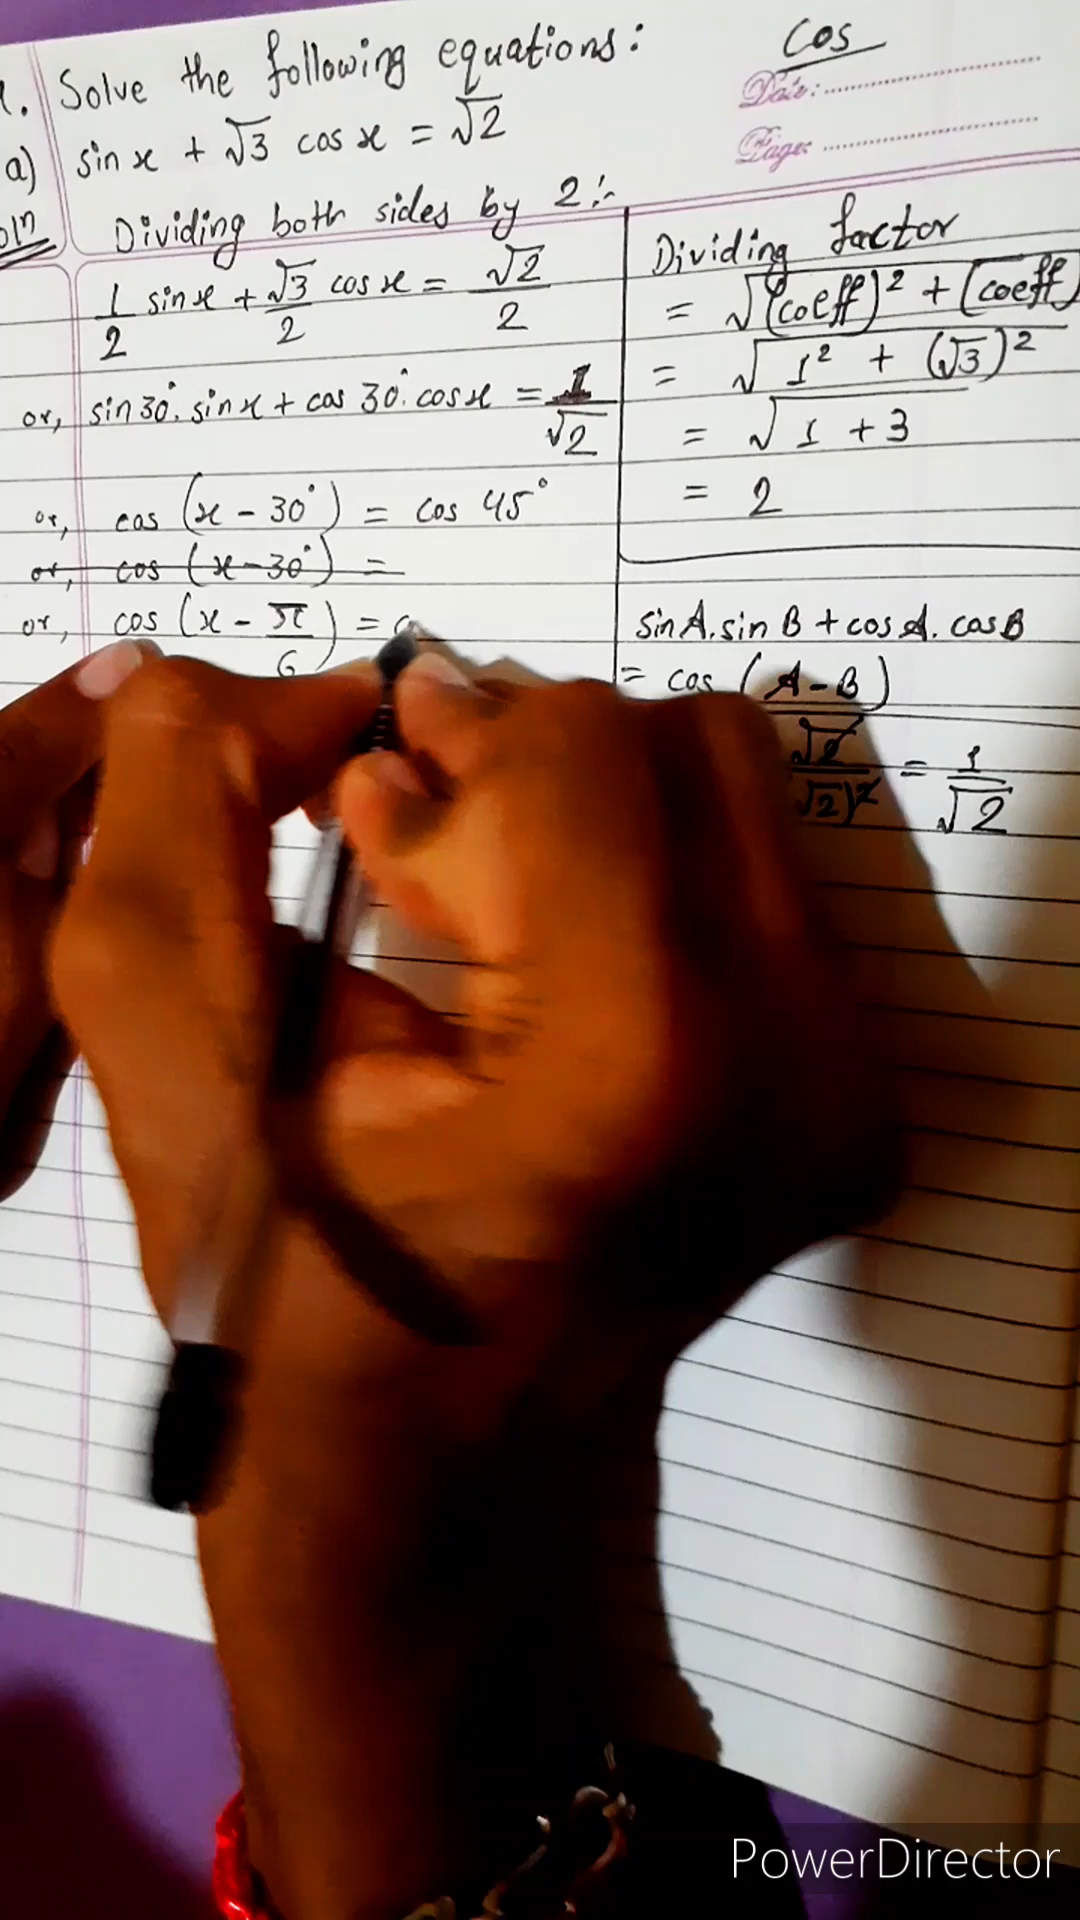 cos
Date:
Page:
Solve the following equations:
a) sin x + √3 cos x = √2
Dividing both sides by 2:-
1/2 sin x + √3/2 cos x = √2/2
or, sin 30°. sin x + cos 30°. cos x = 1/√2
or, cos (x - 30°) = cos 45°
or, cos (x - 30°) =
or, cos (x - π/6) =
Dividing factor
= √(coeff)² + (coeff)
= √1² + (√3)²
= √1 + 3
= 2
sin A. sin B + cos A. cos B
= cos (A - B)
√2/√2)² = 1/√2
PowerDirector